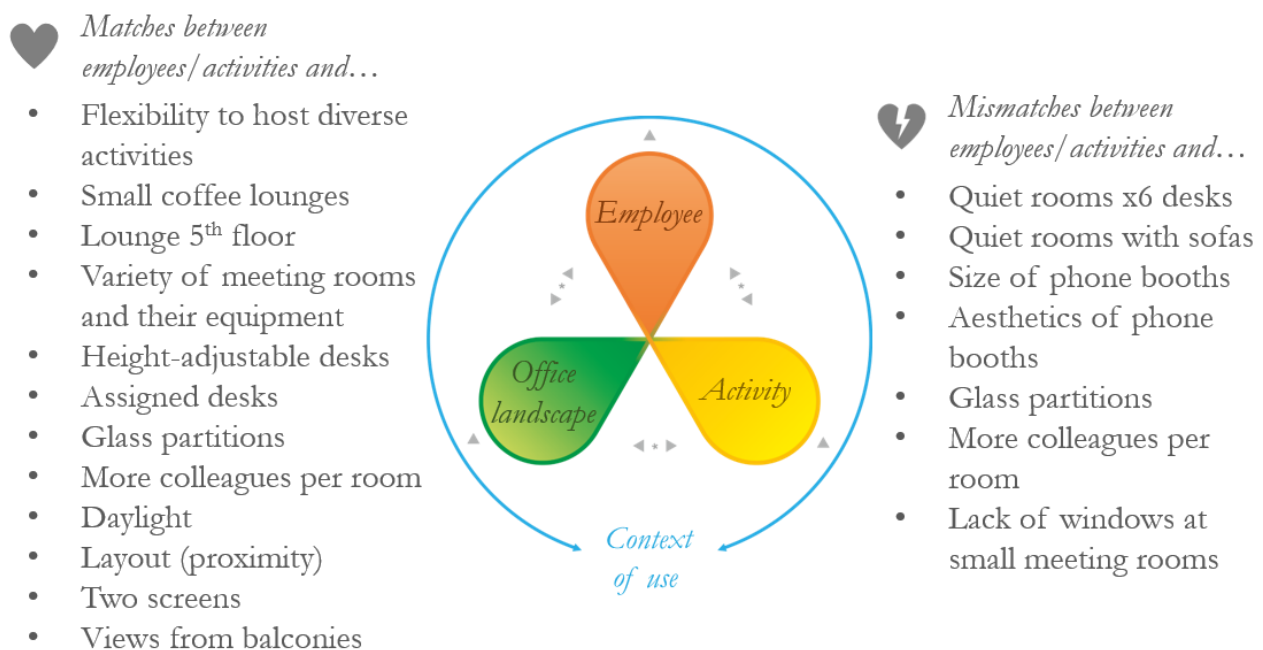 Matches between
employees/activities and…
• Flexibility to host diverse
activities
• Small coffee lounges
• Lounge 5th floor
• Variety of meeting rooms
and their equipment
• Height-adjustable desks
• Assigned desks
• Glass partitions
• More colleagues per room
• Daylight
• Layout (proximity)
• Two screens
• Views from balconies
Employee
Office
landscape
Activity
Context
of use
Mismatches between
employees/activities and…
• Quiet rooms x6 desks
• Quiet rooms with sofas
• Size of phone booths
• Aesthetics of phone
booths
• Glass partitions
• More colleagues per
room
• Lack of windows at
small meeting rooms